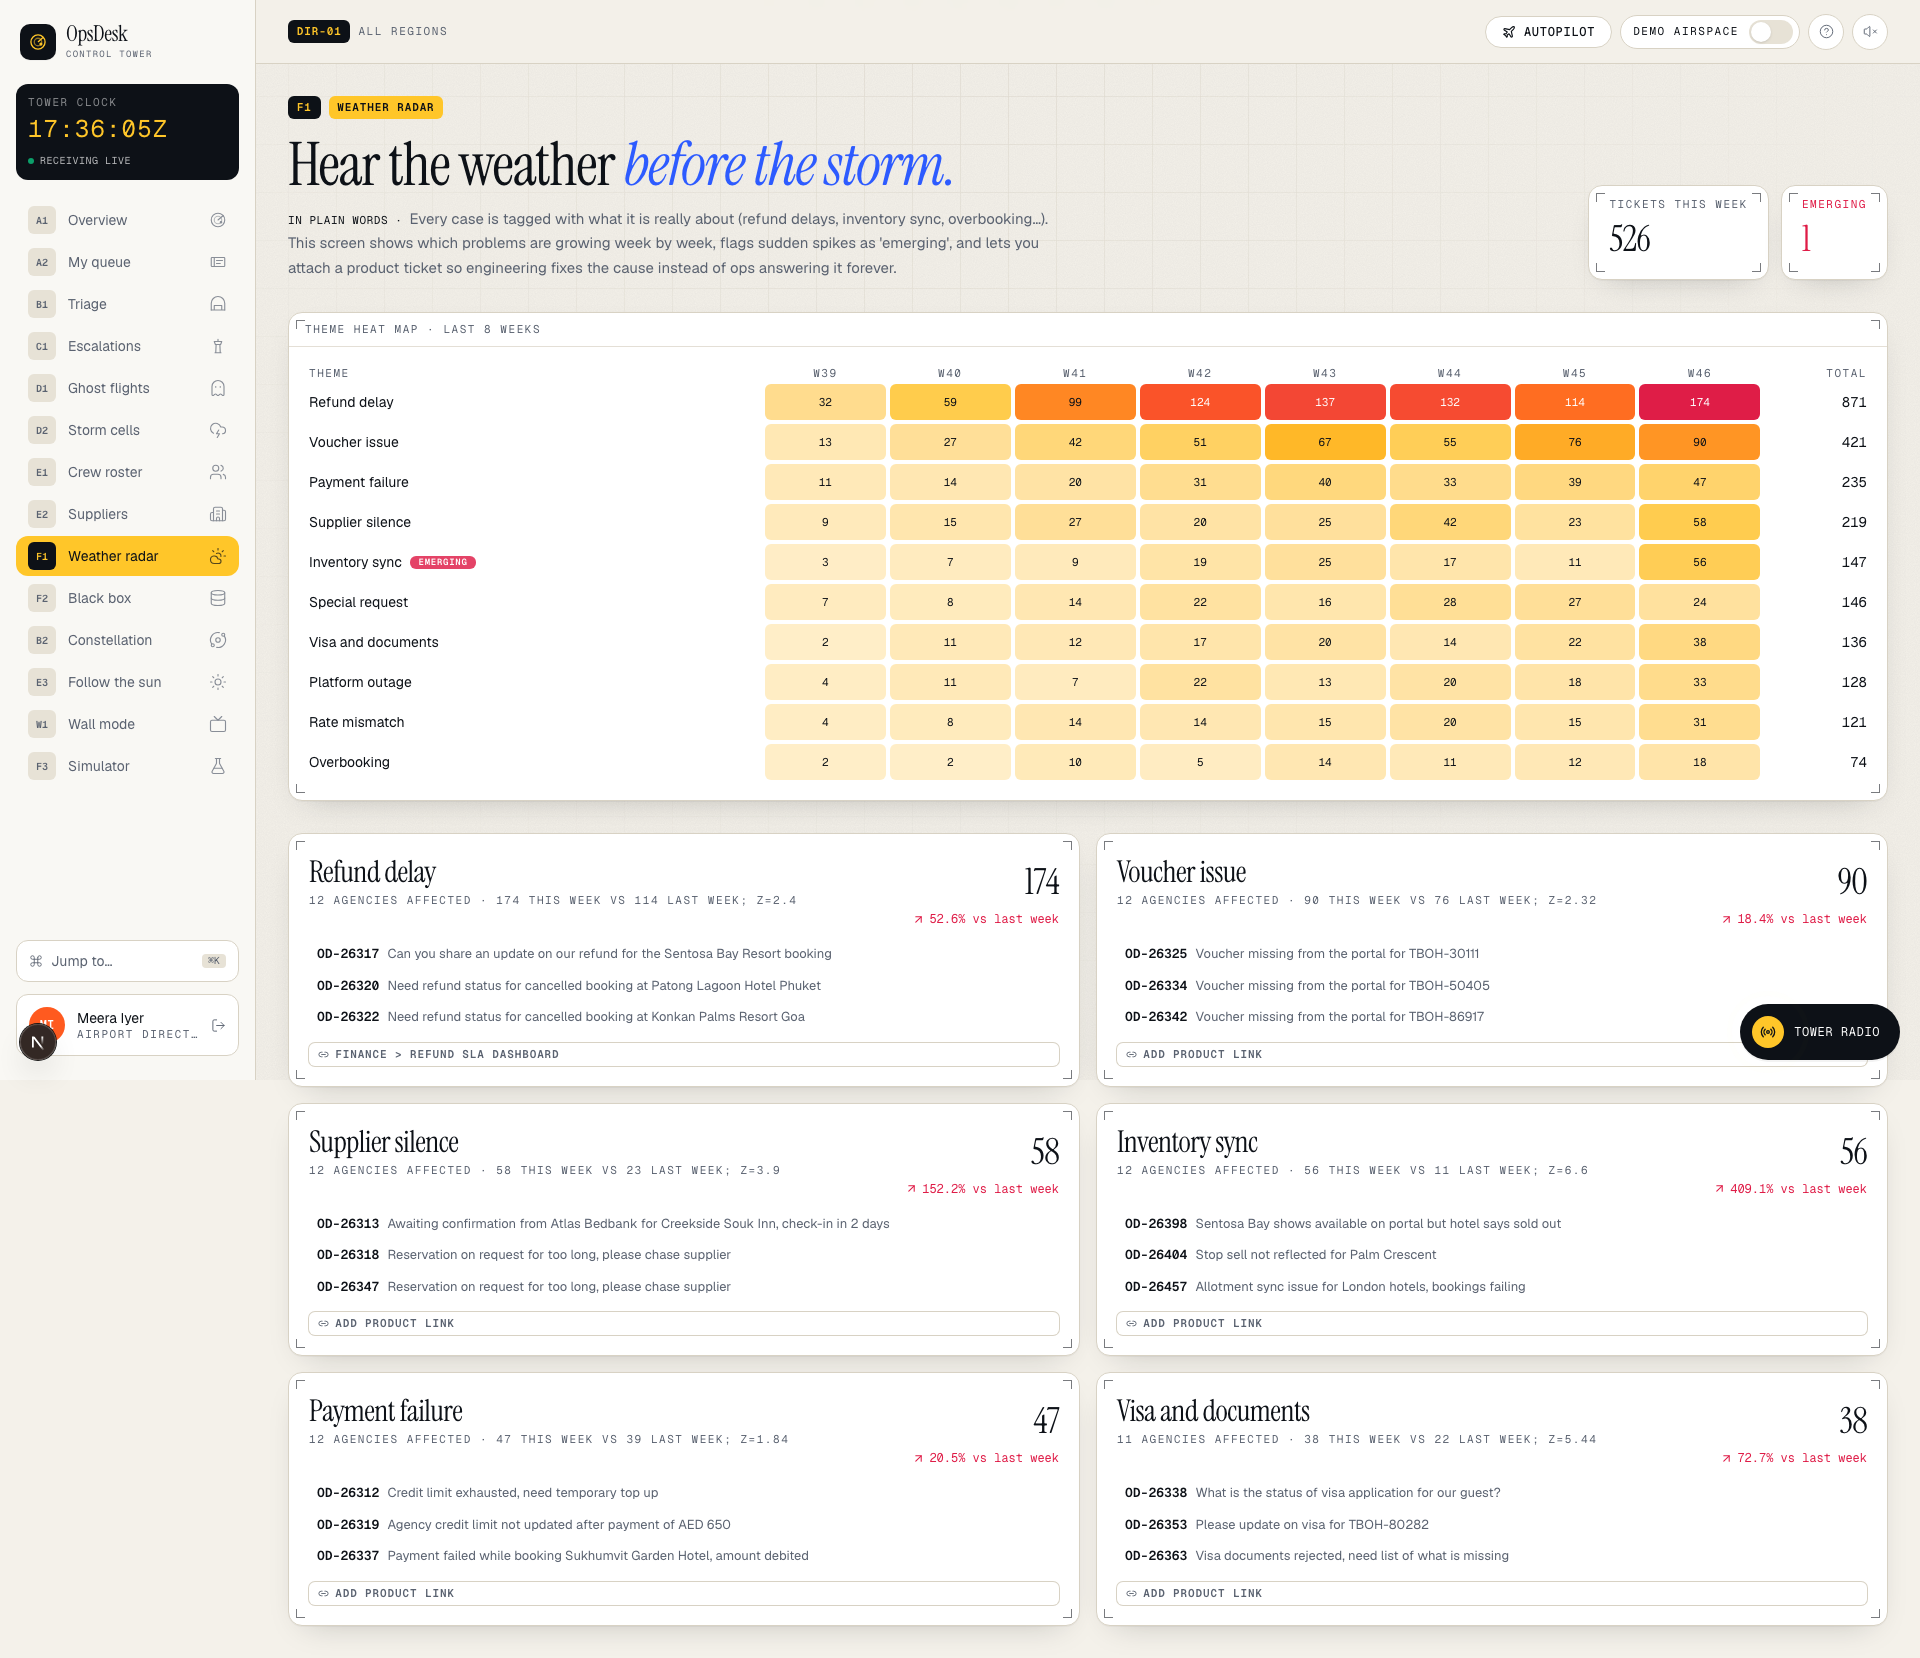 OpsDesk
CONTROL TOWER
TOWER CLOCK
17:36:05Z
RECEIVING LIVE
A1 Overview
A2 My queue
B1 Triage
C1 Escalations
D1 Ghost flights
D2 Storm cells
E1 Crew roster
E2 Suppliers
F1 Weather radar
F2 Black box
B2 Constellation
E3 Follow the sun
W1 Wall mode
F3 Simulator
⌘ Jump to... ⌘K
Meera Iyer
AIRPORT DIRECT...
N
DIR-01 ALL REGIONS
AUTOPILOT
DEMO AIRSPACE
F1 WEATHER RADAR
Hear the weather before the storm.
IN PLAIN WORDS · Every case is tagged with what it is really about (refund delays, inventory sync, overbooking...).
This screen shows which problems are growing week by week, flags sudden spikes as 'emerging', and lets you
attach a product ticket so engineering fixes the cause instead of ops answering it forever.
TICKETS THIS WEEK
526
EMERGING
1
THEME HEAT MAP · LAST 8 WEEKS
THEME W39 W40 W41 W42 W43 W44 W45 W46 TOTAL
Refund delay 32 59 99 124 137 132 114 174 871
Voucher issue 13 27 42 51 67 55 76 90 421
Payment failure 11 14 20 31 40 33 39 47 235
Supplier silence 9 15 27 20 25 42 23 58 219
Inventory sync EMERGING 3 7 9 19 25 17 11 56 147
Special request 7 8 14 22 16 28 27 24 146
Visa and documents 2 11 12 17 20 14 22 38 136
Platform outage 4 11 7 22 13 20 18 33 128
Rate mismatch 4 8 14 14 15 20 15 31 121
Overbooking 2 2 10 5 14 11 12 18 74
Refund delay
174
12 AGENCIES AFFECTED · 174 THIS WEEK VS 114 LAST WEEK; Z=2.4
↗ 52.6% vs last week
OD-26317 Can you share an update on our refund for the Sentosa Bay Resort booking
OD-26320 Need refund status for cancelled booking at Patong Lagoon Hotel Phuket
OD-26322 Need refund status for cancelled booking at Konkan Palms Resort Goa
FINANCE > REFUND SLA DASHBOARD
Voucher issue
90
12 AGENCIES AFFECTED · 90 THIS WEEK VS 76 LAST WEEK; Z=2.32
↗ 18.4% vs last week
OD-26325 Voucher missing from the portal for TBOH-30111
OD-26334 Voucher missing from the portal for TBOH-50405
OD-26342 Voucher missing from the portal for TBOH-86917
ADD PRODUCT LINK
TOWER RADIO
Supplier silence
58
12 AGENCIES AFFECTED · 58 THIS WEEK VS 23 LAST WEEK; Z=3.9
↗ 152.2% vs last week
OD-26313 Awaiting confirmation from Atlas Bedbank for Creekside Souk Inn, check-in in 2 days
OD-26318 Reservation on request for too long, please chase supplier
OD-26347 Reservation on request for too long, please chase supplier
ADD PRODUCT LINK
Inventory sync
56
12 AGENCIES AFFECTED · 56 THIS WEEK VS 11 LAST WEEK; Z=6.6
↗ 409.1% vs last week
OD-26398 Sentosa Bay shows available on portal but hotel says sold out
OD-26404 Stop sell not reflected for Palm Crescent
OD-26457 Allotment sync issue for London hotels, bookings failing
ADD PRODUCT LINK
Payment failure
47
12 AGENCIES AFFECTED · 47 THIS WEEK VS 39 LAST WEEK; Z=1.84
↗ 20.5% vs last week
OD-26312 Credit limit exhausted, need temporary top up
OD-26319 Agency credit limit not updated after payment of AED 650
OD-26337 Payment failed while booking Sukhumvit Garden Hotel, amount debited
ADD PRODUCT LINK
Visa and documents
38
11 AGENCIES AFFECTED · 38 THIS WEEK VS 22 LAST WEEK; Z=5.44
↗ 72.7% vs last week
OD-26338 What is the status of visa application for our guest?
OD-26353 Please update on visa for TBOH-80282
OD-26363 Visa documents rejected, need list of what is missing
ADD PRODUCT LINK